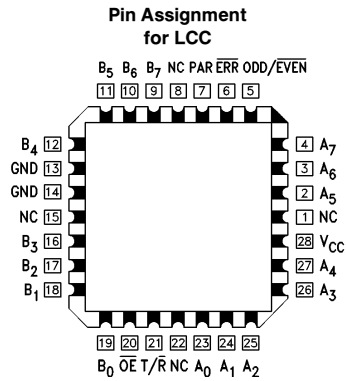 Pin Assignment
for LCC
B5 B6 B7 NC PAR E̅R̅R̅ ODD/E̅V̅E̅N̅
11 10 9 8 7 6 5
B4 12
GND 13
GND 14
NC 15
B3 16
B2 17
B1 18
4 A7
3 A6
2 A5
1 NC
28 VCC
27 A4
26 A3
19 20 21 22 23 24 25
B0 O̅E̅ T/R̅ NC A0 A1 A2